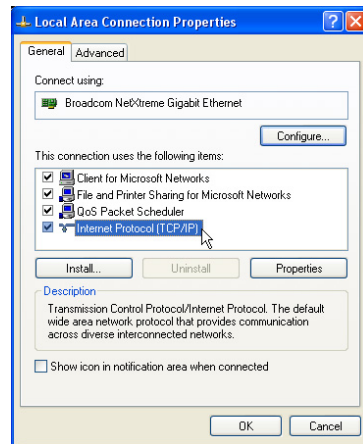 Local Area Connection Properties
General Advanced
Connect using:
Broadcom NetXtreme Gigabit Ethernet
Configure...
This connection uses the following items:
Client for Microsoft Networks
File and Printer Sharing for Microsoft Networks
QoS Packet Scheduler
Internet Protocol (TCP/IP)
Install... Uninstall Properties
Description
Transmission Control Protocol/Internet Protocol. The default
wide area network protocol that provides communication
across diverse interconnected networks.
Show icon in notification area when connected
OK Cancel